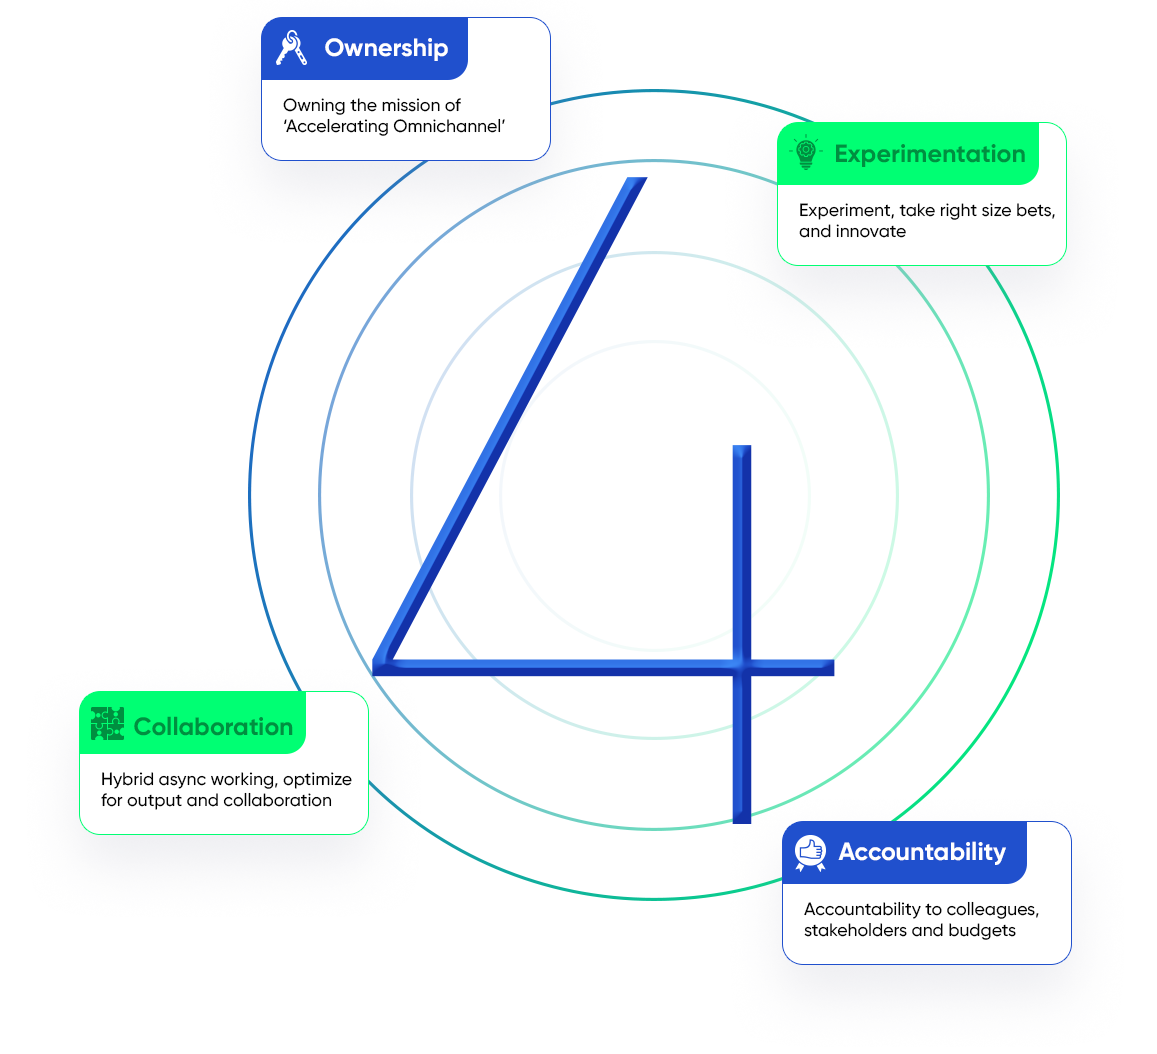 Ownership
Owning the mission of
‘Accelerating Omnichannel’
Experimentation
Experiment, take right size bets,
and innovate
4
Collaboration
Hybrid async working, optimize
for output and collaboration
Accountability
Accountability to colleagues,
stakeholders and budgets